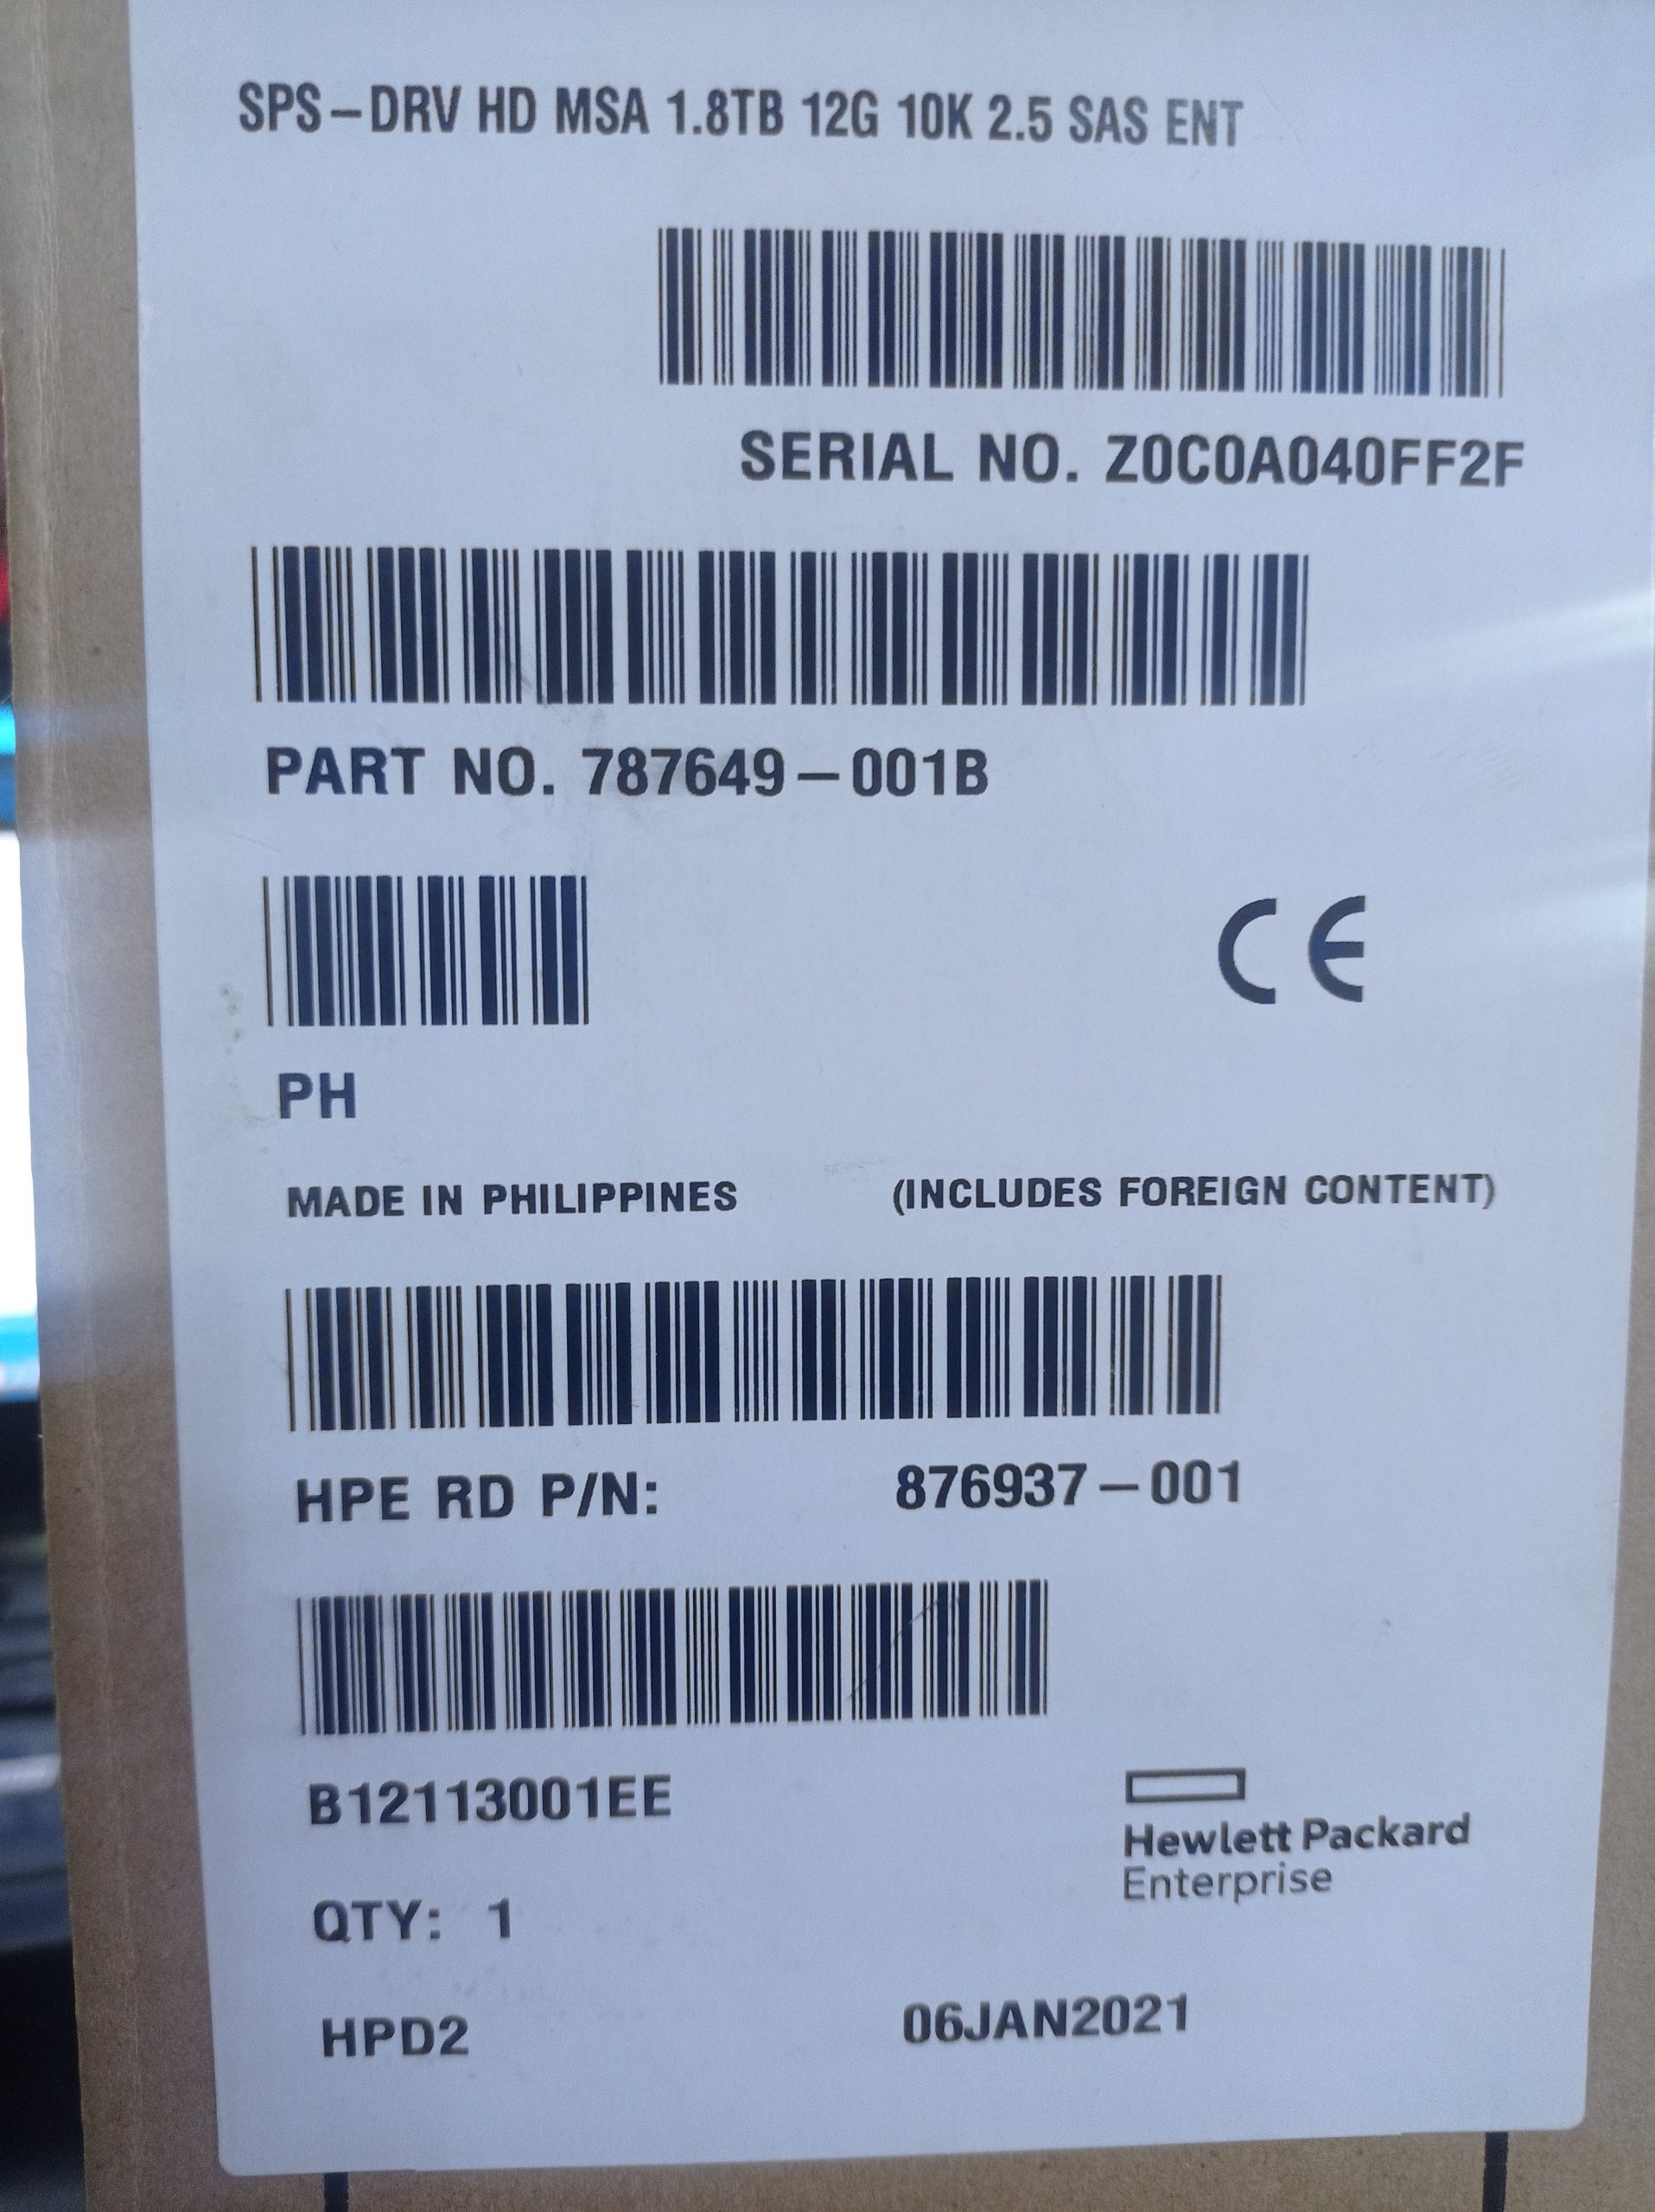 SPS-DRV HD MSA 1.8TB 12G 10K 2.5 SAS ENT
SERIAL NO. Z0C0A040FF2F
PART NO. 787649-001B
CE
PH
MADE IN PHILIPPINES (INCLUDES FOREIGN CONTENT)
HPE RD P/N: 876937-001
B12113001EE
Hewlett Packard
Enterprise
QTY: 1
HPD2 06JAN2021